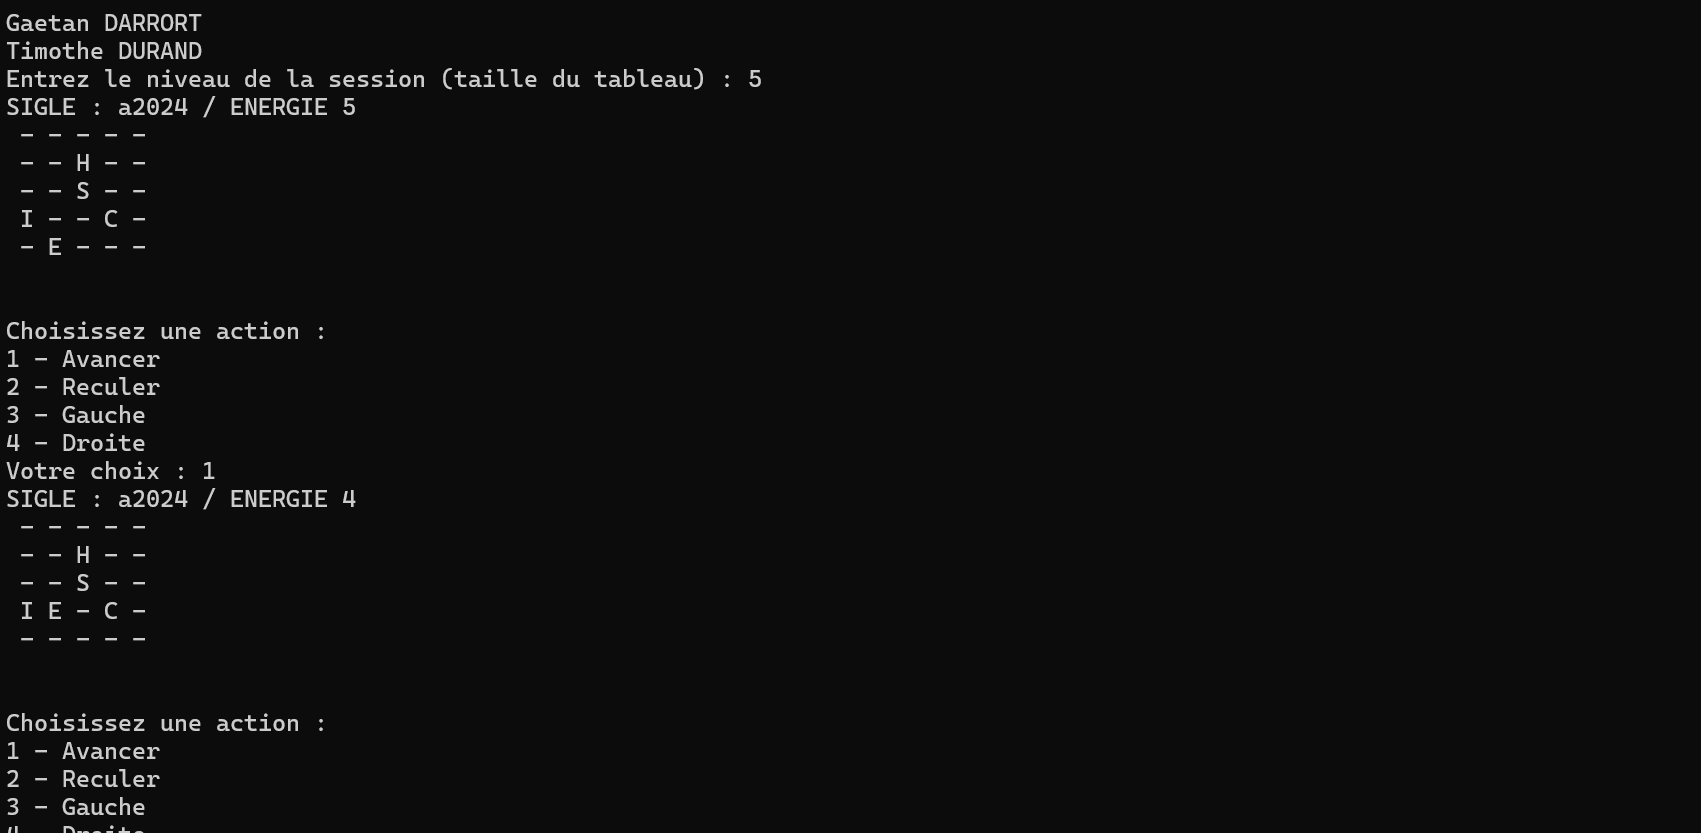 Gaetan DARRORT
Timothe DURAND
Entrez le niveau de la session (taille du tableau) : 5
SIGLE : a2024 / ENERGIE 5
- - - - -
- - H - -
- - S - -
I - - C -
- E - - -
Choisissez une action :
1 - Avancer
2 - Reculer
3 - Gauche
4 - Droite
Votre choix : 1
SIGLE : a2024 / ENERGIE 4
- - - - -
- - H - -
- - S - -
I E - C -
- - - - -
Choisissez une action :
1 - Avancer
2 - Reculer
3 - Gauche
4 - Droite